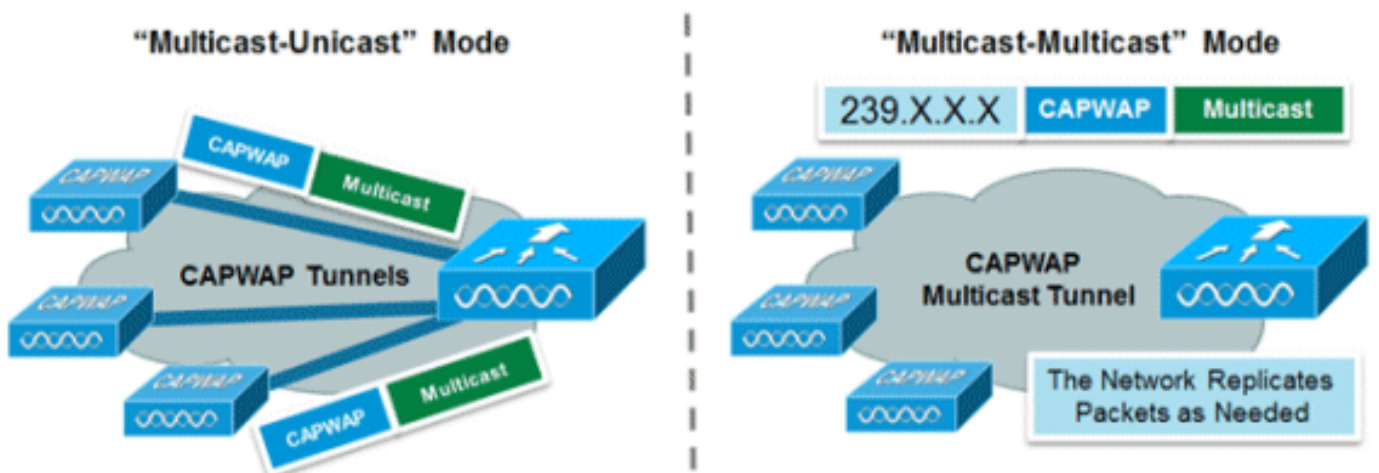 “Multicast-Unicast” Mode
CAPWAP
Multicast
CAPWAP
CAPWAP Tunnels
CAPWAP
CAPWAP
CAPWAP
Multicast
“Multicast-Multicast” Mode
239.X.X.X
CAPWAP
Multicast
CAPWAP
CAPWAP
Multicast Tunnel
CAPWAP
CAPWAP
The Network Replicates
Packets as Needed